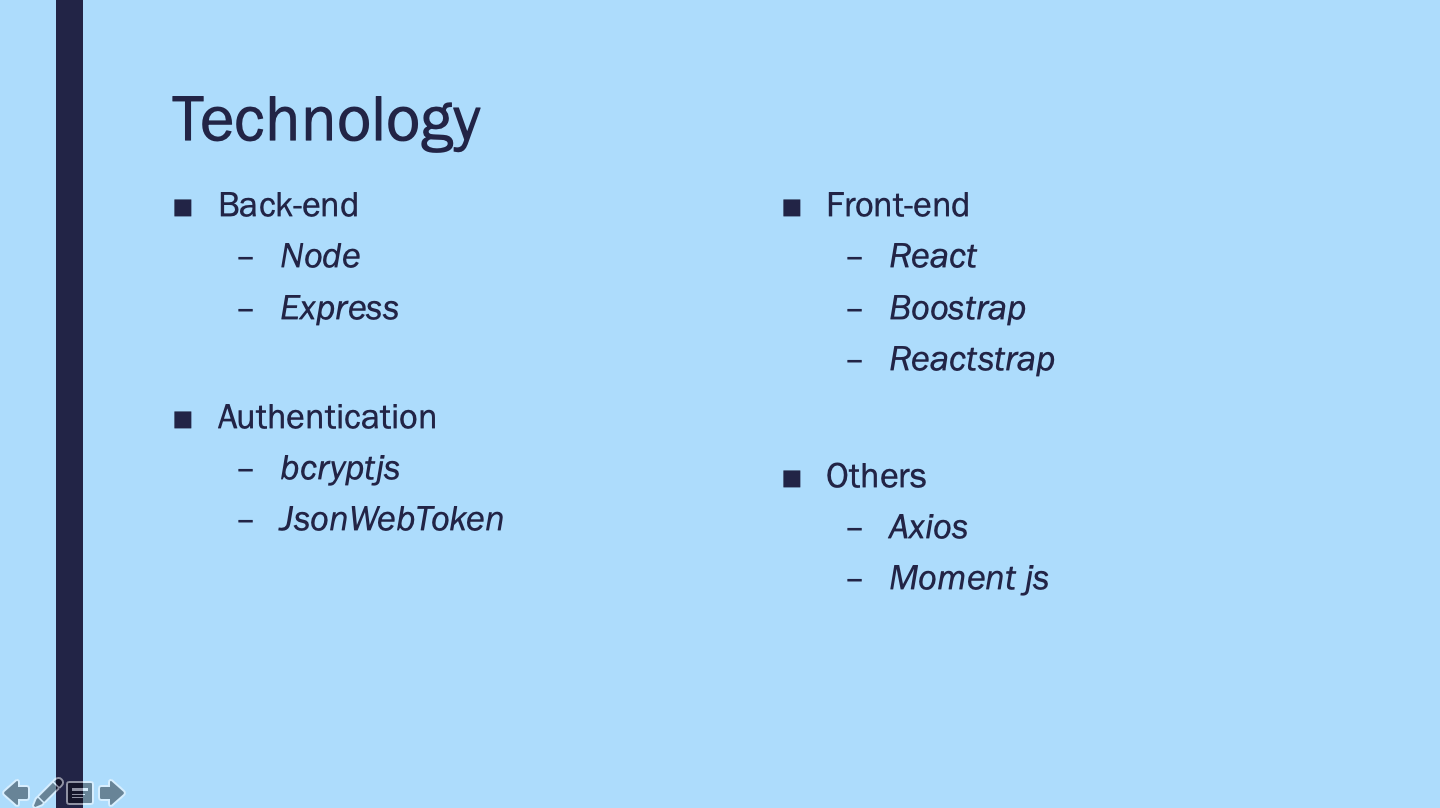 Technology
■ Back-end
– Node
– Express
■ Authentication
– bcryptjs
– JsonWebToken
■ Front-end
– React
– Boostrap
– Reactstrap
■ Others
– Axios
– Moment js